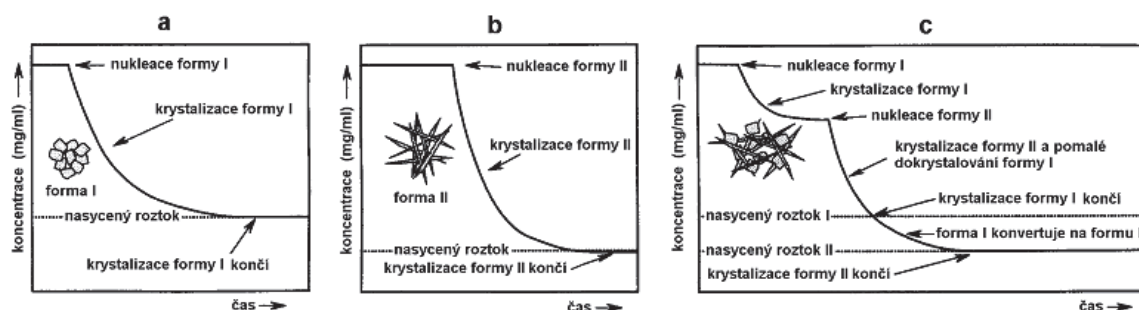 a
koncentrace (mg/ml)
nukleace formy I
krystalizace formy I
forma I
nasycený roztok
krystalizace formy I končí
čas
b
koncentrace (mg/ml)
nukleace formy II
krystalizace formy II
forma II
nasycený roztok
krystalizace formy II končí
čas
c
koncentrace (mg/ml)
nukleace formy I
krystalizace formy I
nukleace formy II
krystalizace formy II a pomalé
dokrystalování formy I
nasycený roztok I
krystalizace formy I končí
forma I konvertuje na formu I
nasycený roztok II
krystalizace formy II končí
čas